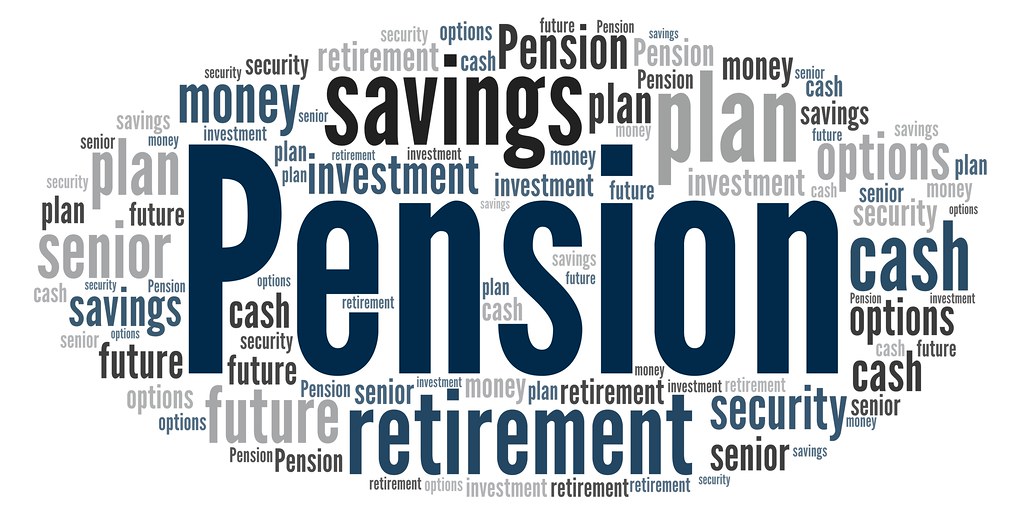 security options Pension future Pension savings
retirement cash Pension
security security Pension money senior
money savings plan plan cash
senior savings
savings investment money future savings
senior money plan retirement investment money options plan
plan plan investment investment future investment cash senior money
security savings security options
plan future
senior Pension cash
savings
security Pension options future
cash savings retirement plan Pension investment
cash cash options
senior options security cash future
future future money cash
Pension senior investment money plan retirement investment retirement
options future retirement security senior
options money
Pension Pension senior savings
retirement options investment retirement retirement security